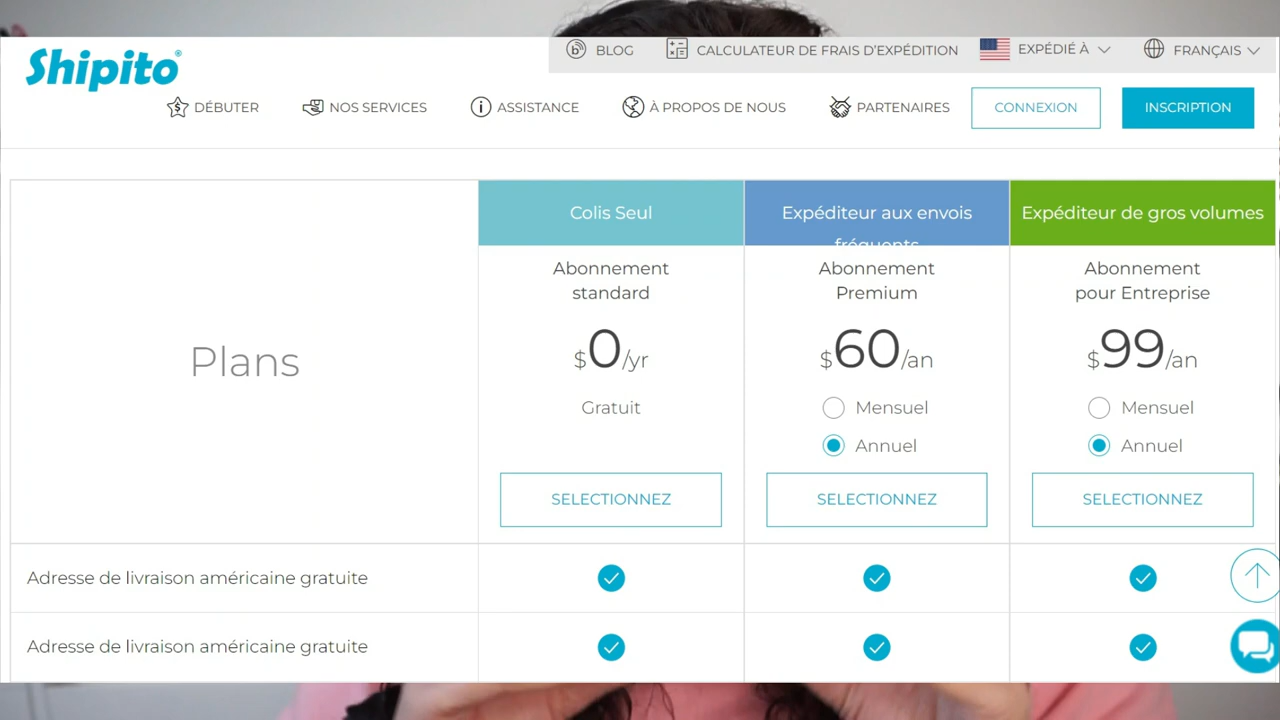 Shipito
BLOG
CALCULATEUR DE FRAIS D'EXPÉDITION
EXPÉDIÉ À
FRANÇAIS
DÉBUTER
NOS SERVICES
ASSISTANCE
À PROPOS DE NOUS
PARTENAIRES
CONNEXION
INSCRIPTION
Plans
Colis Seul
Abonnement
standard
$0/yr
Gratuit
SELECTIONNEZ
Expéditeur aux envois
fréquents
Abonnement
Premium
$60/an
Mensuel
Annuel
SELECTIONNEZ
Expéditeur de gros volumes
Abonnement
pour Entreprise
$99/an
Mensuel
Annuel
SELECTIONNEZ
Adresse de livraison américaine gratuite
Adresse de livraison américaine gratuite